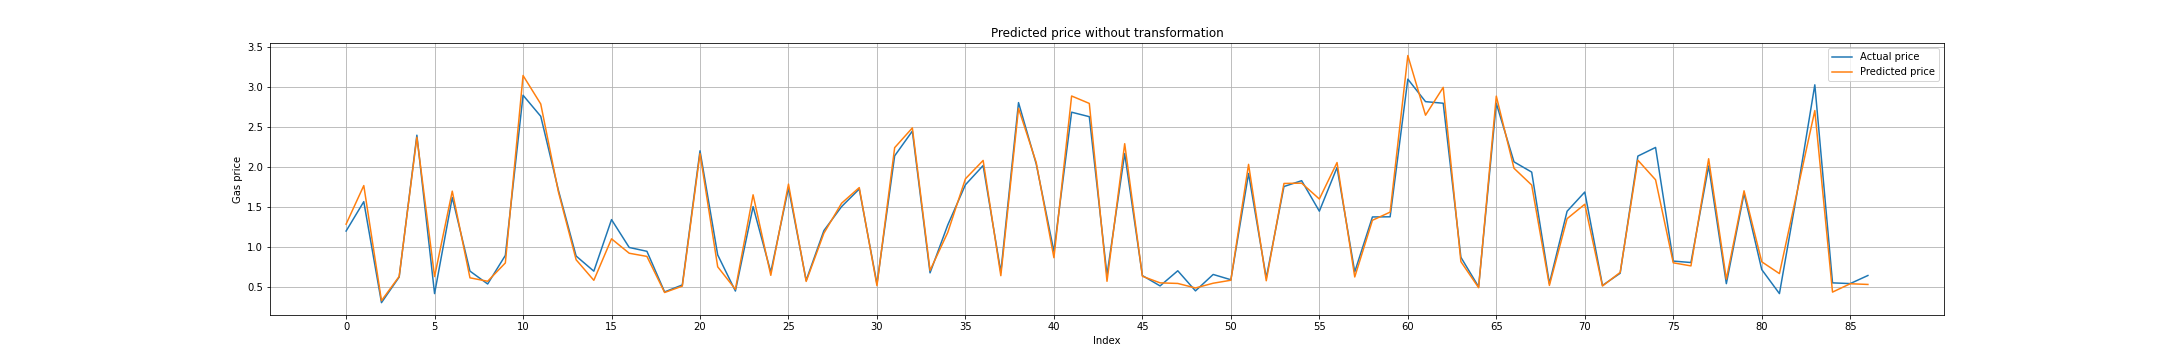 Predicted price without transformation
3.5
3.0
2.5
2.0
1.5
1.0
0.5
Gas price
Actual price
Predicted price
0 5 10 15 20 25 30 35 40 45 50 55 60 65 70 75 80 85
Index